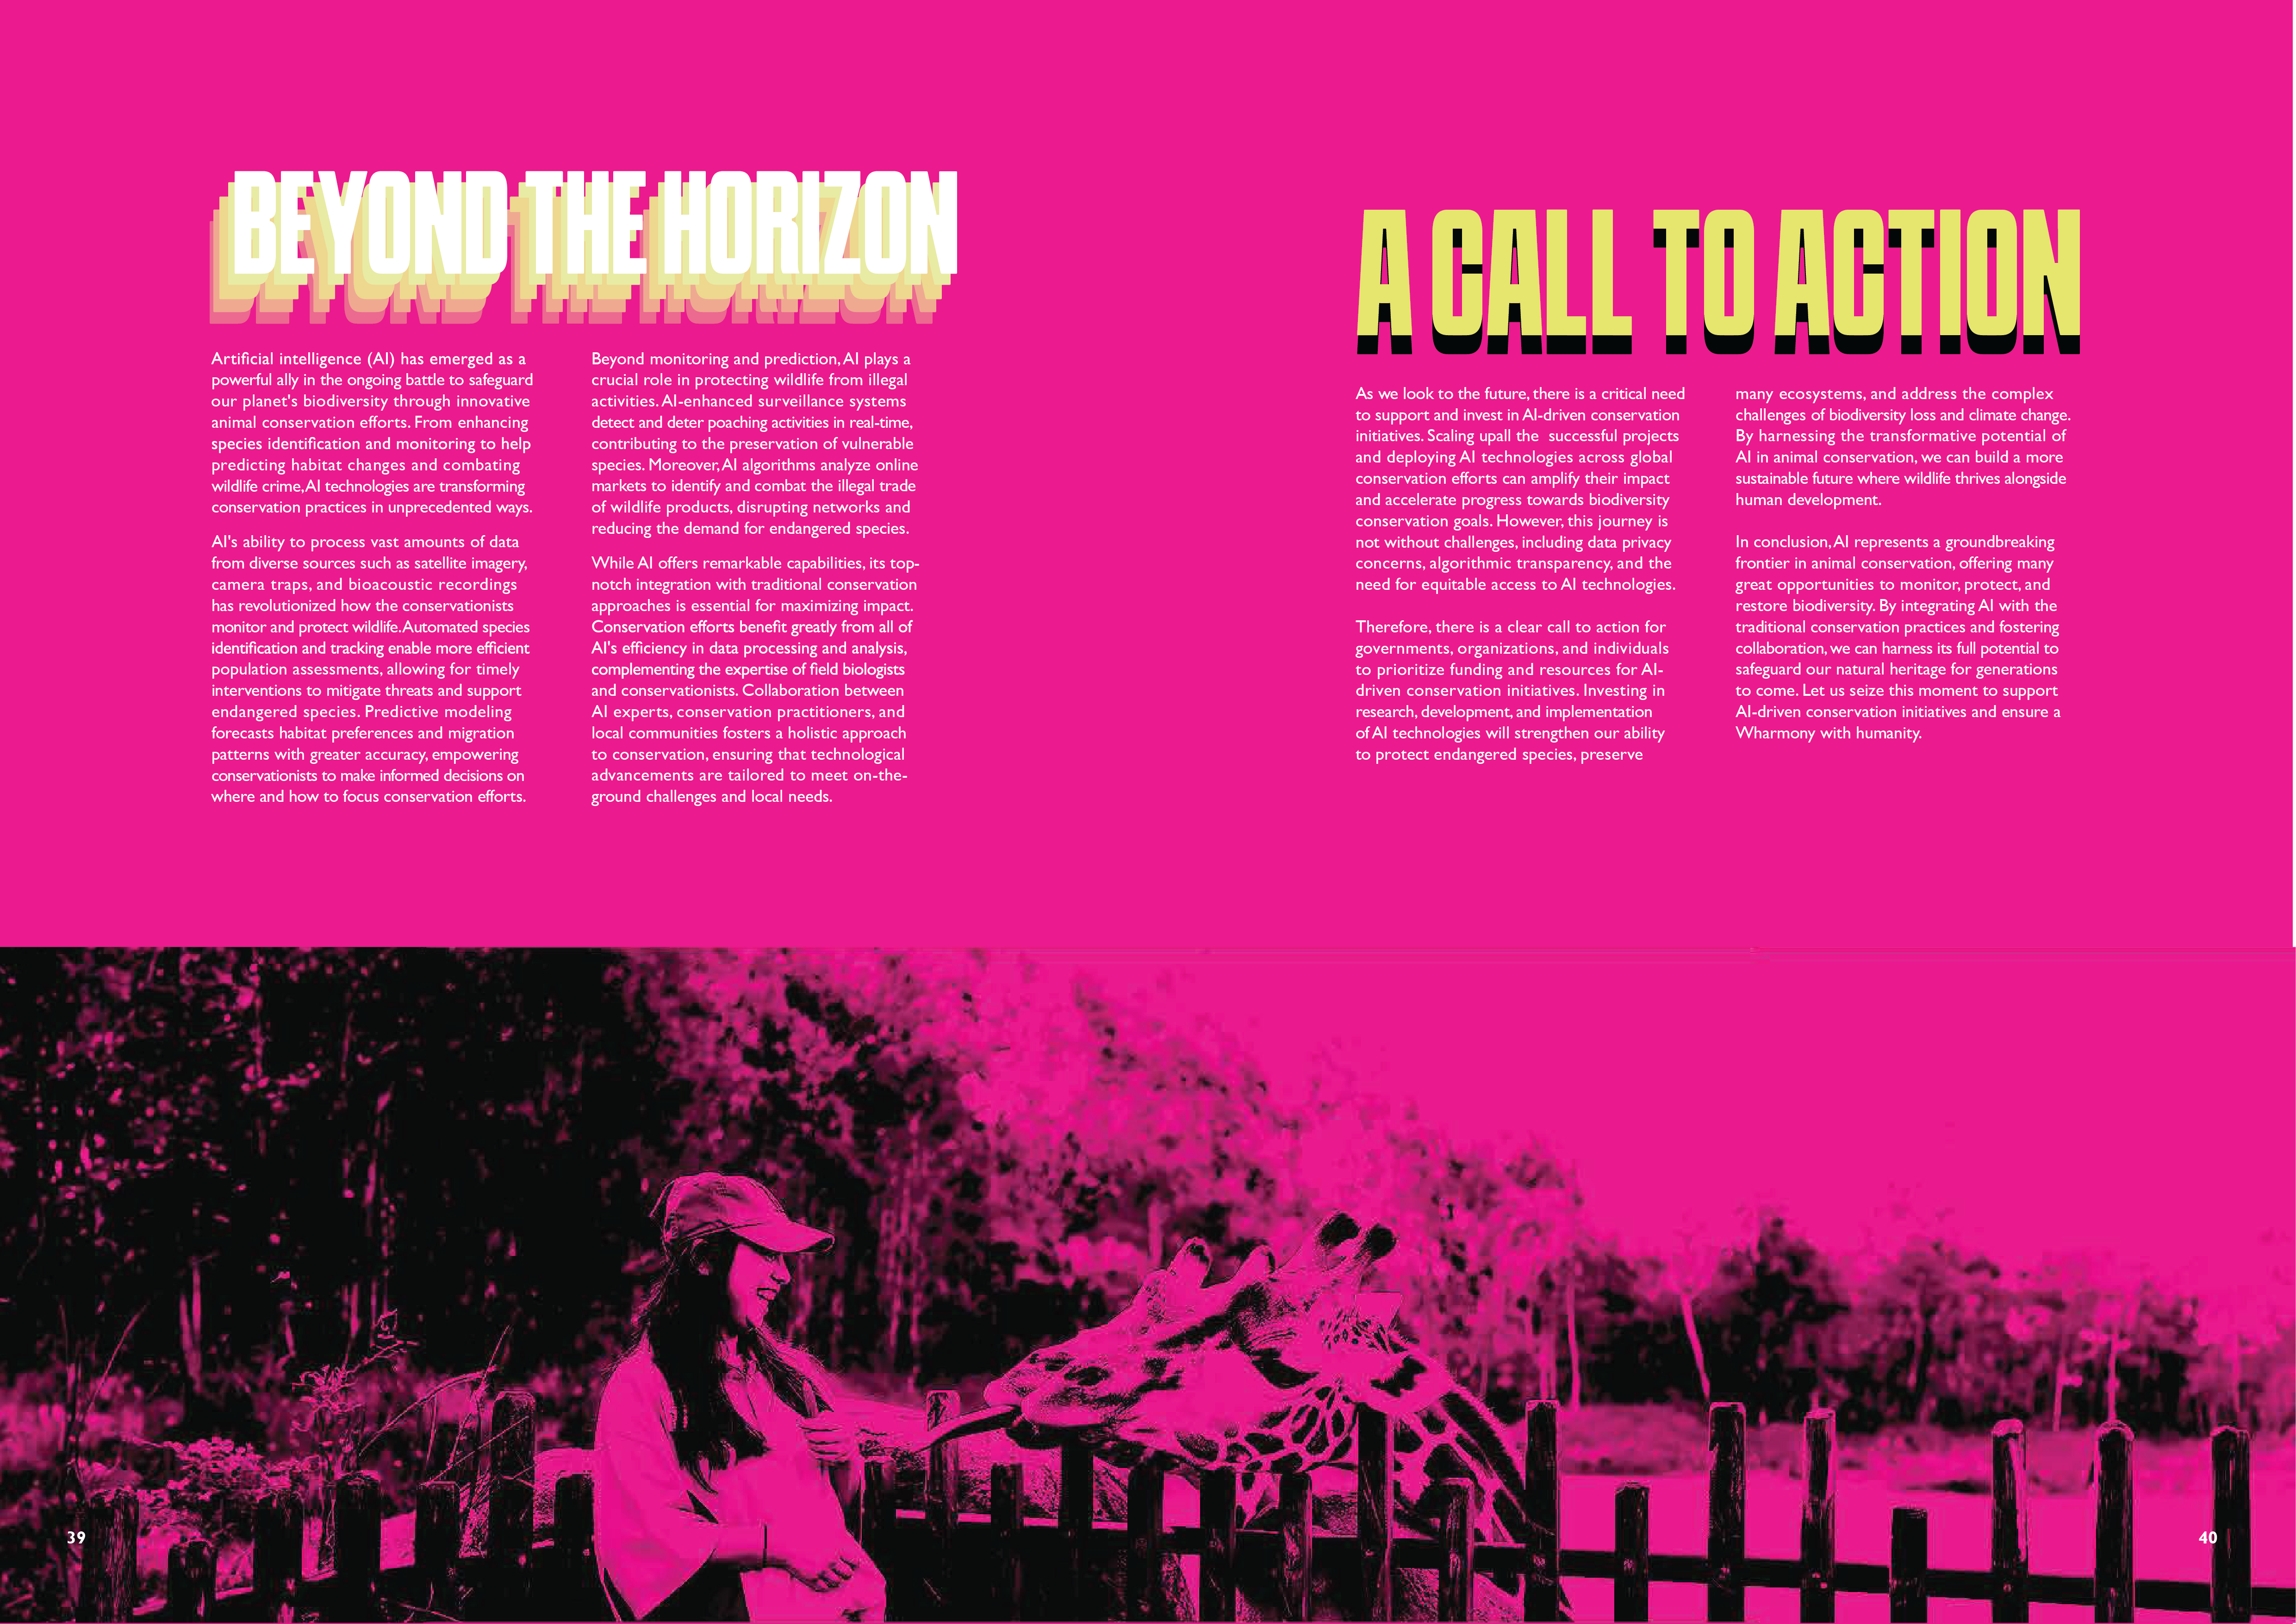 BEYOND THE HORIZON
Artificial intelligence (AI) has emerged as a
powerful ally in the ongoing battle to safeguard
our planet's biodiversity through innovative
animal conservation efforts. From enhancing
species identification and monitoring to help
predicting habitat changes and combating
wildlife crime, AI technologies are transforming
conservation practices in unprecedented ways.
AI's ability to process vast amounts of data
from diverse sources such as satellite imagery,
camera traps, and bioacoustic recordings
has revolutionized how the conservationists
monitor and protect wildlife. Automated species
identification and tracking enable more efficient
population assessments, allowing for timely
interventions to mitigate threats and support
endangered species. Predictive modeling
forecasts habitat preferences and migration
patterns with greater accuracy, empowering
conservationists to make informed decisions on
where and how to focus conservation efforts.
Beyond monitoring and prediction, AI plays a
crucial role in protecting wildlife from illegal
activities. AI-enhanced surveillance systems
detect and deter poaching activities in real-time,
contributing to the preservation of vulnerable
species. Moreover, AI algorithms analyze online
markets to identify and combat the illegal trade
of wildlife products, disrupting networks and
reducing the demand for endangered species.
While AI offers remarkable capabilities, its top-
notch integration with traditional conservation
approaches is essential for maximizing impact.
Conservation efforts benefit greatly from all of
AI's efficiency in data processing and analysis,
complementing the expertise of field biologists
and conservationists. Collaboration between
AI experts, conservation practitioners, and
local communities fosters a holistic approach
to conservation, ensuring that technological
advancements are tailored to meet on-the-
ground challenges and local needs.
A CALL TO ACTION
As we look to the future, there is a critical need
to support and invest in AI-driven conservation
initiatives. Scaling upall the  successful projects
and deploying AI technologies across global
conservation efforts can amplify their impact
and accelerate progress towards biodiversity
conservation goals. However, this journey is
not without challenges, including data privacy
concerns, algorithmic transparency, and the
need for equitable access to AI technologies.
Therefore, there is a clear call to action for
governments, organizations, and individuals
to prioritize funding and resources for AI-
driven conservation initiatives. Investing in
research, development, and implementation
of AI technologies will strengthen our ability
to protect endangered species, preserve
many ecosystems, and address the complex
challenges of biodiversity loss and climate change.
By harnessing the transformative potential of
AI in animal conservation, we can build a more
sustainable future where wildlife thrives alongside
human development.
In conclusion, AI represents a groundbreaking
frontier in animal conservation, offering many
great opportunities to monitor, protect, and
restore biodiversity. By integrating AI with the
traditional conservation practices and fostering
collaboration, we can harness its full potential to
safeguard our natural heritage for generations
to come. Let us seize this moment to support
AI-driven conservation initiatives and ensure a
Wharmony with humanity.
39
40